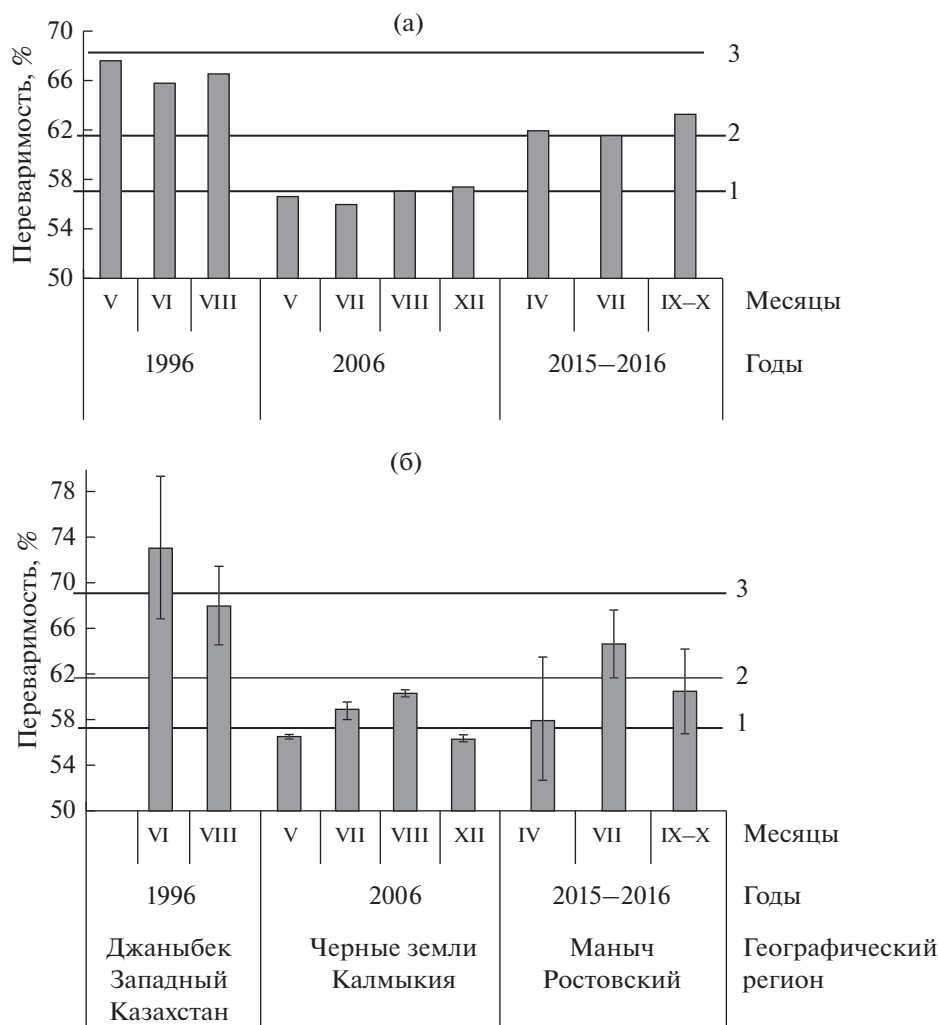 (а)
Переваримость, %
70
66
62
58
54
50
3
2
1
V VI VIII V VII VIII XII IV VII IX–X Месяцы
1996 2006 2015–2016 Годы
(б)
Переваримость, %
78
74
70
66
62
58
54
50
3
2
1
VI VIII V VII VIII XII IV VII IX–X Месяцы
1996 2006 2015–2016 Годы
Джаныбек Черные земли Маныч Географический
Западный Калмыкия Ростовский регион
Казахстан